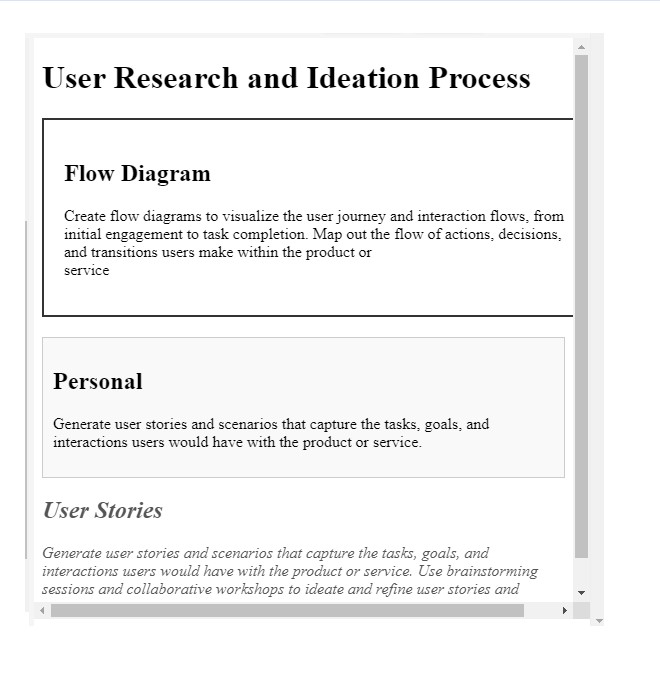 User Research and Ideation Process
Flow Diagram
Create flow diagrams to visualize the user journey and interaction flows, from
initial engagement to task completion. Map out the flow of actions, decisions,
and transitions users make within the product or
service
Personal
Generate user stories and scenarios that capture the tasks, goals, and
interactions users would have with the product or service.
User Stories
Generate user stories and scenarios that capture the tasks, goals, and
interactions users would have with the product or service. Use brainstorming
sessions and collaborative workshops to ideate and refine user stories and